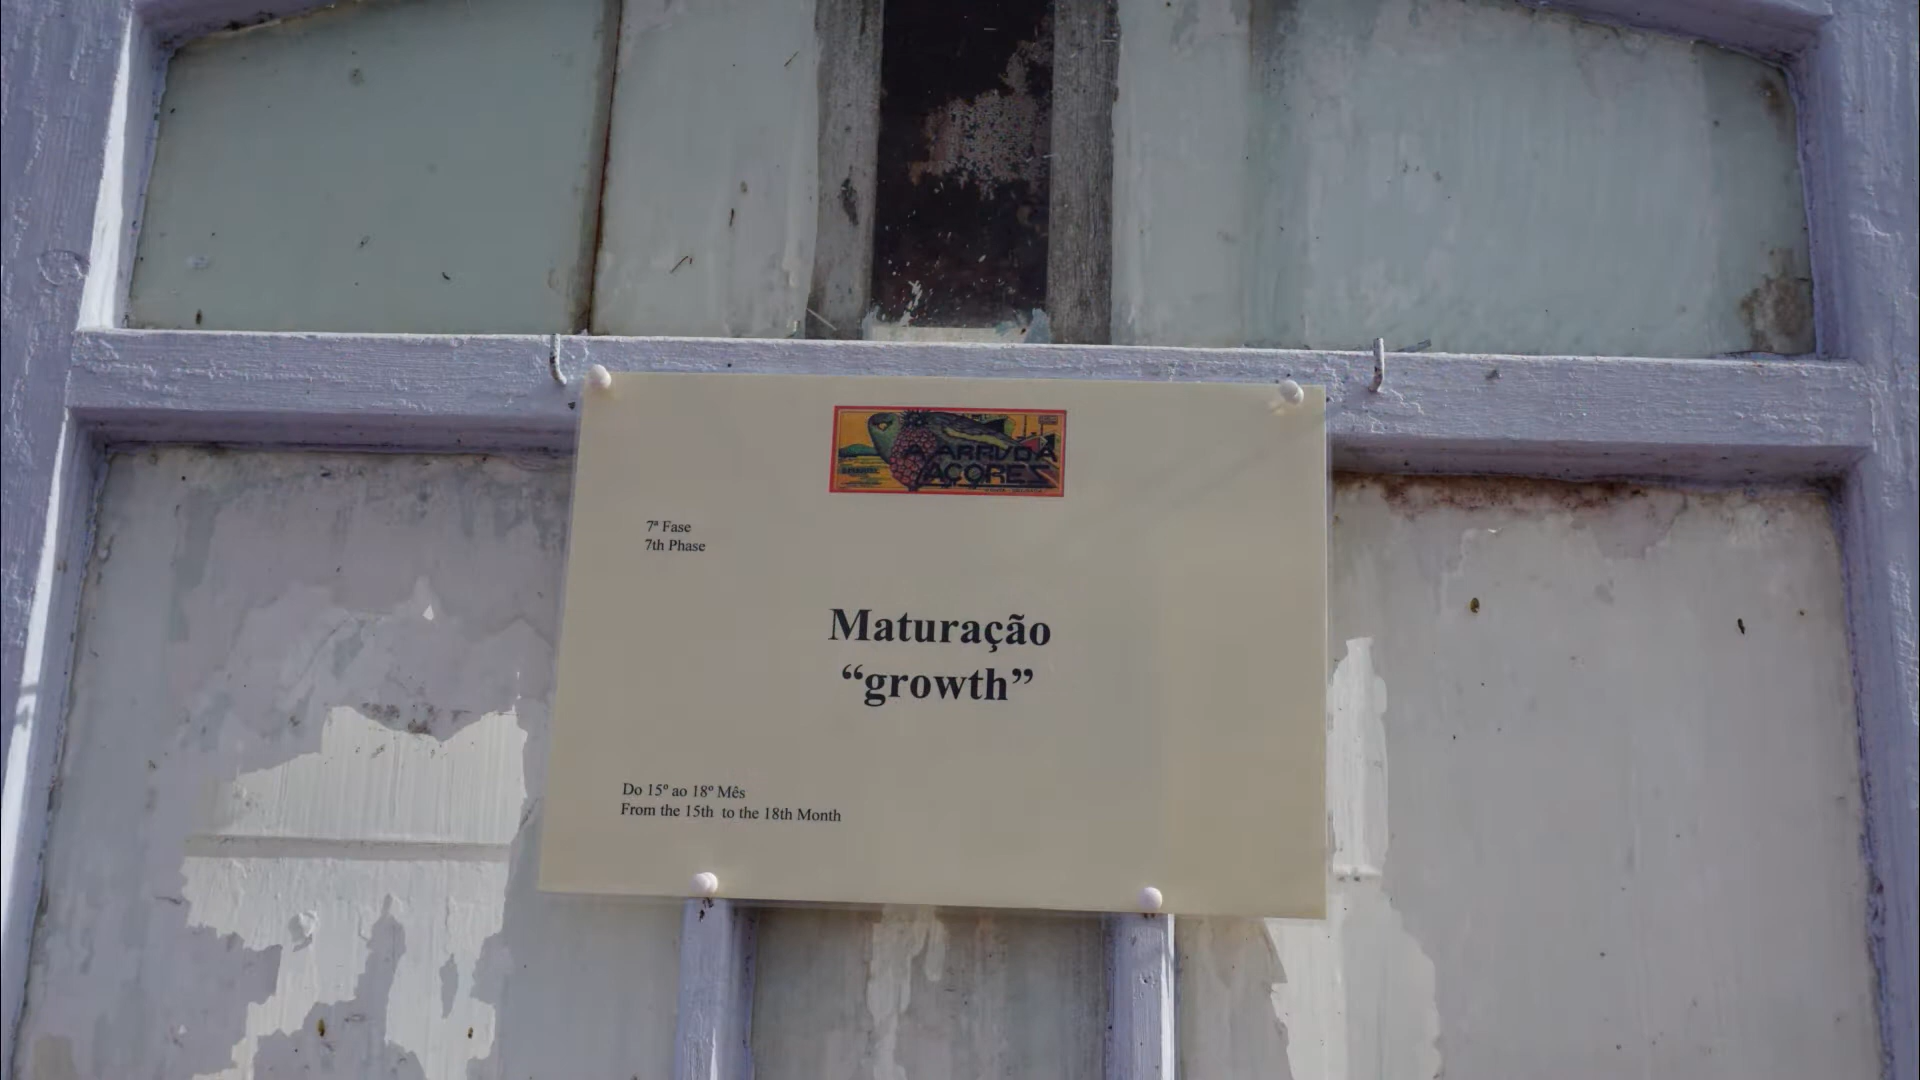 A ARRUDA
AÇORES
7ª Fase
7th Phase
Maturação
“growth”
Do 15º ao 18º Mês
From the 15th to the 18th Month